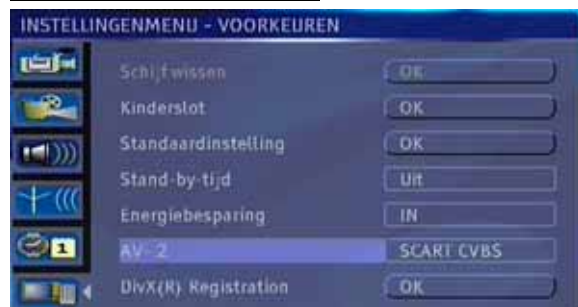 INSTELLINGENMENU - VOORKEUREN
Schijf wissen OK
Kinderslot OK
Standaardinstelling OK
Stand-by-tijd Uit
Energiebesparing IN
1
AV- 2 SCART CVBS
DivX(R) Registration OK